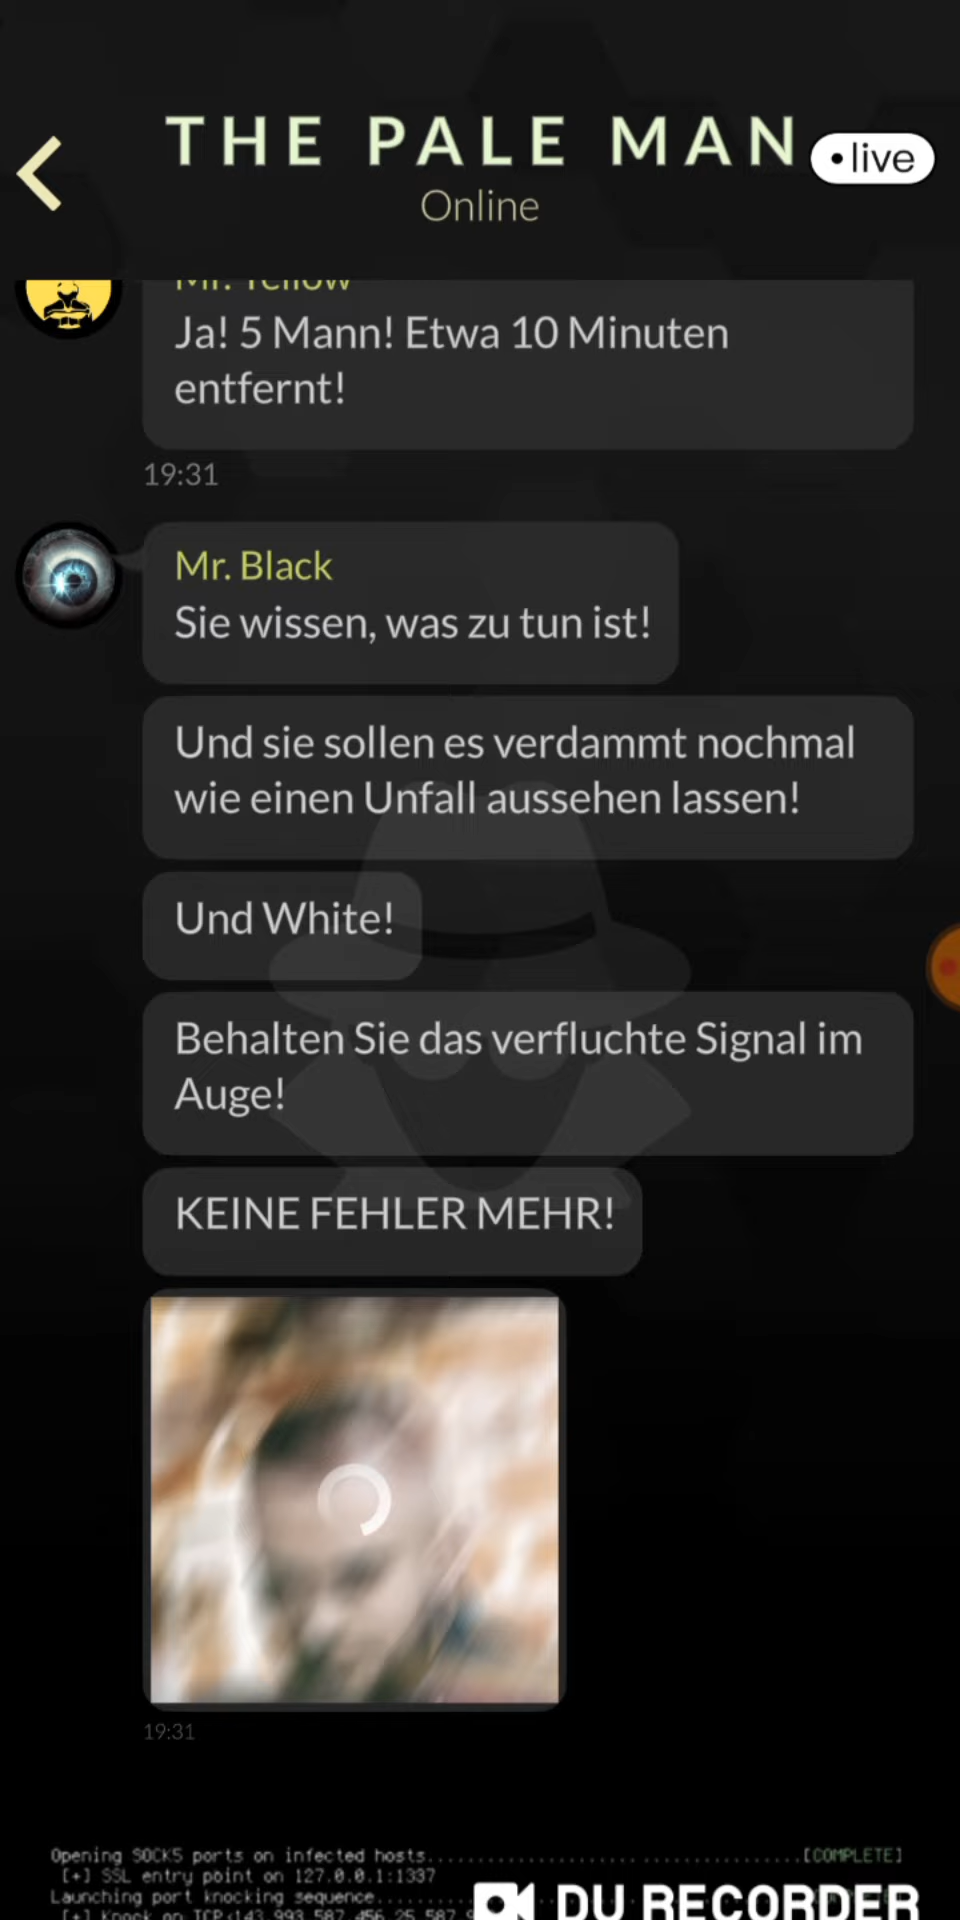 THE PALE MAN
• live
Online
Mr. Yellow
Ja! 5 Mann! Etwa 10 Minuten
entfernt!
19:31
Mr. Black
Sie wissen, was zu tun ist!
Und sie sollen es verdammt nochmal
wie einen Unfall aussehen lassen!
Und White!
Behalten Sie das verfluchte Signal im
Auge!
KEINE FEHLER MEHR!
19:31
Opening SOCKS ports on infected hosts..................................................[COMPLETE]
[+] SSL entry point on 127.0.0.1:1337
Launching port knocking sequence
DU RECORDER